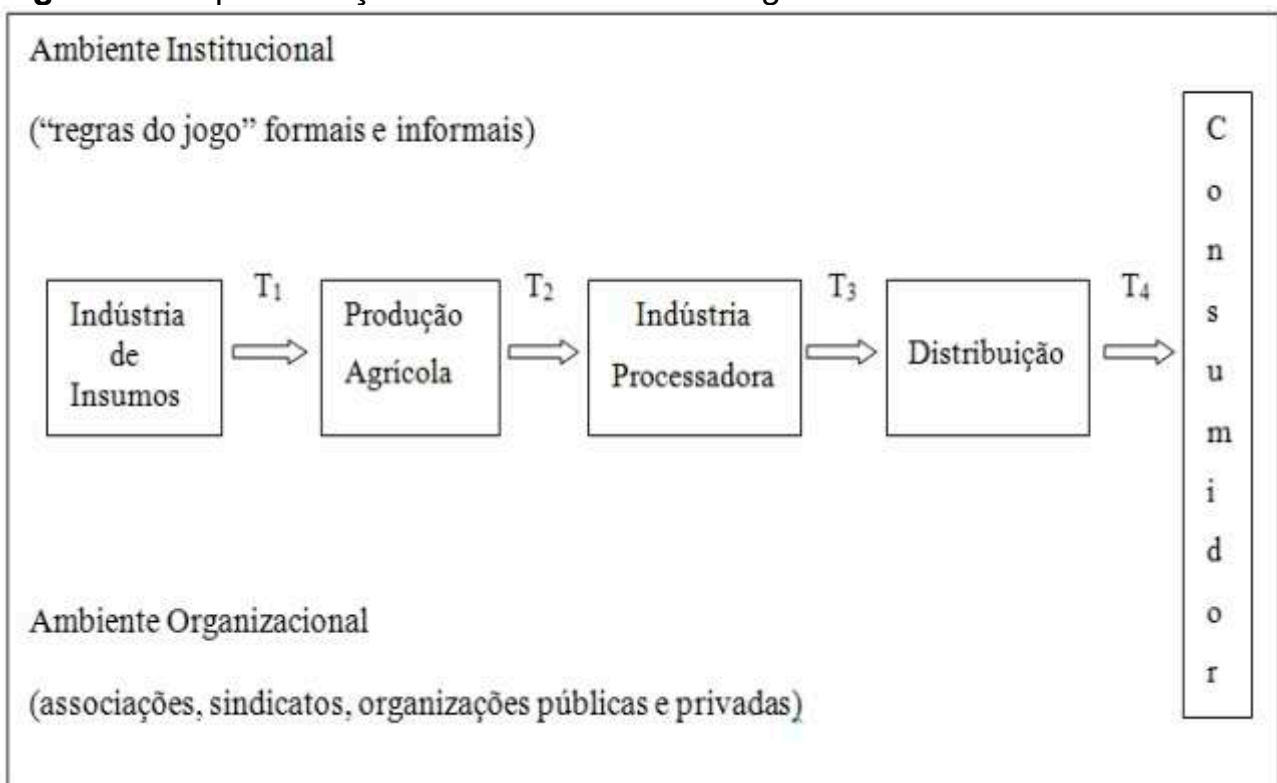 Ambiente Institucional
(“regras do jogo” formais e informais)
T₁
T₂
T₃
T₄
Indústria
de
Insumos
Produção
Agrícola
Indústria
Processadora
Distribuição
C
o
n
s
u
m
i
d
o
r
Ambiente Organizacional
(associações, sindicatos, organizações públicas e privadas)